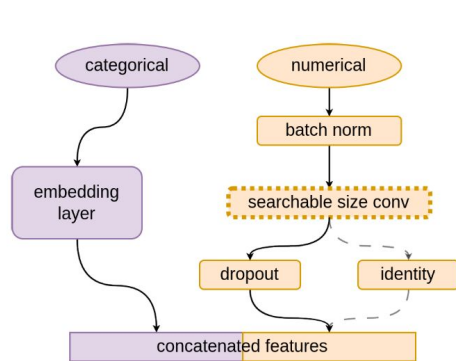 categorical
numerical
batch norm
embedding
layer
searchable size conv
dropout
identity
concatenated features